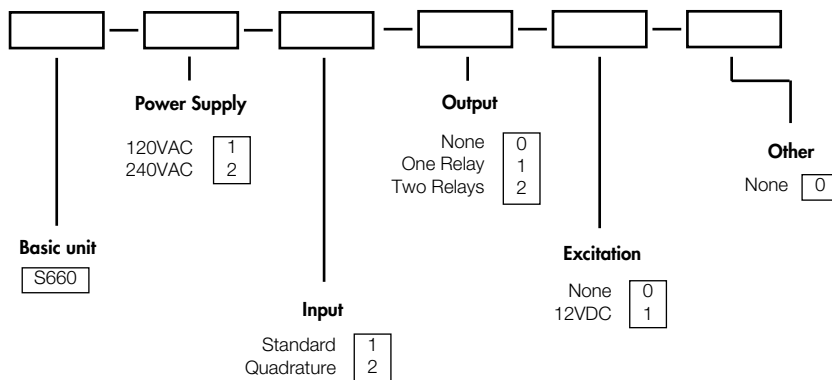 Power Supply
120VAC 1
240VAC 2
Output
None 0
One Relay 1
Two Relays 2
Other
None 0
Basic unit
S660
Excitation
None 0
12VDC 1
Input
Standard 1
Quadrature 2